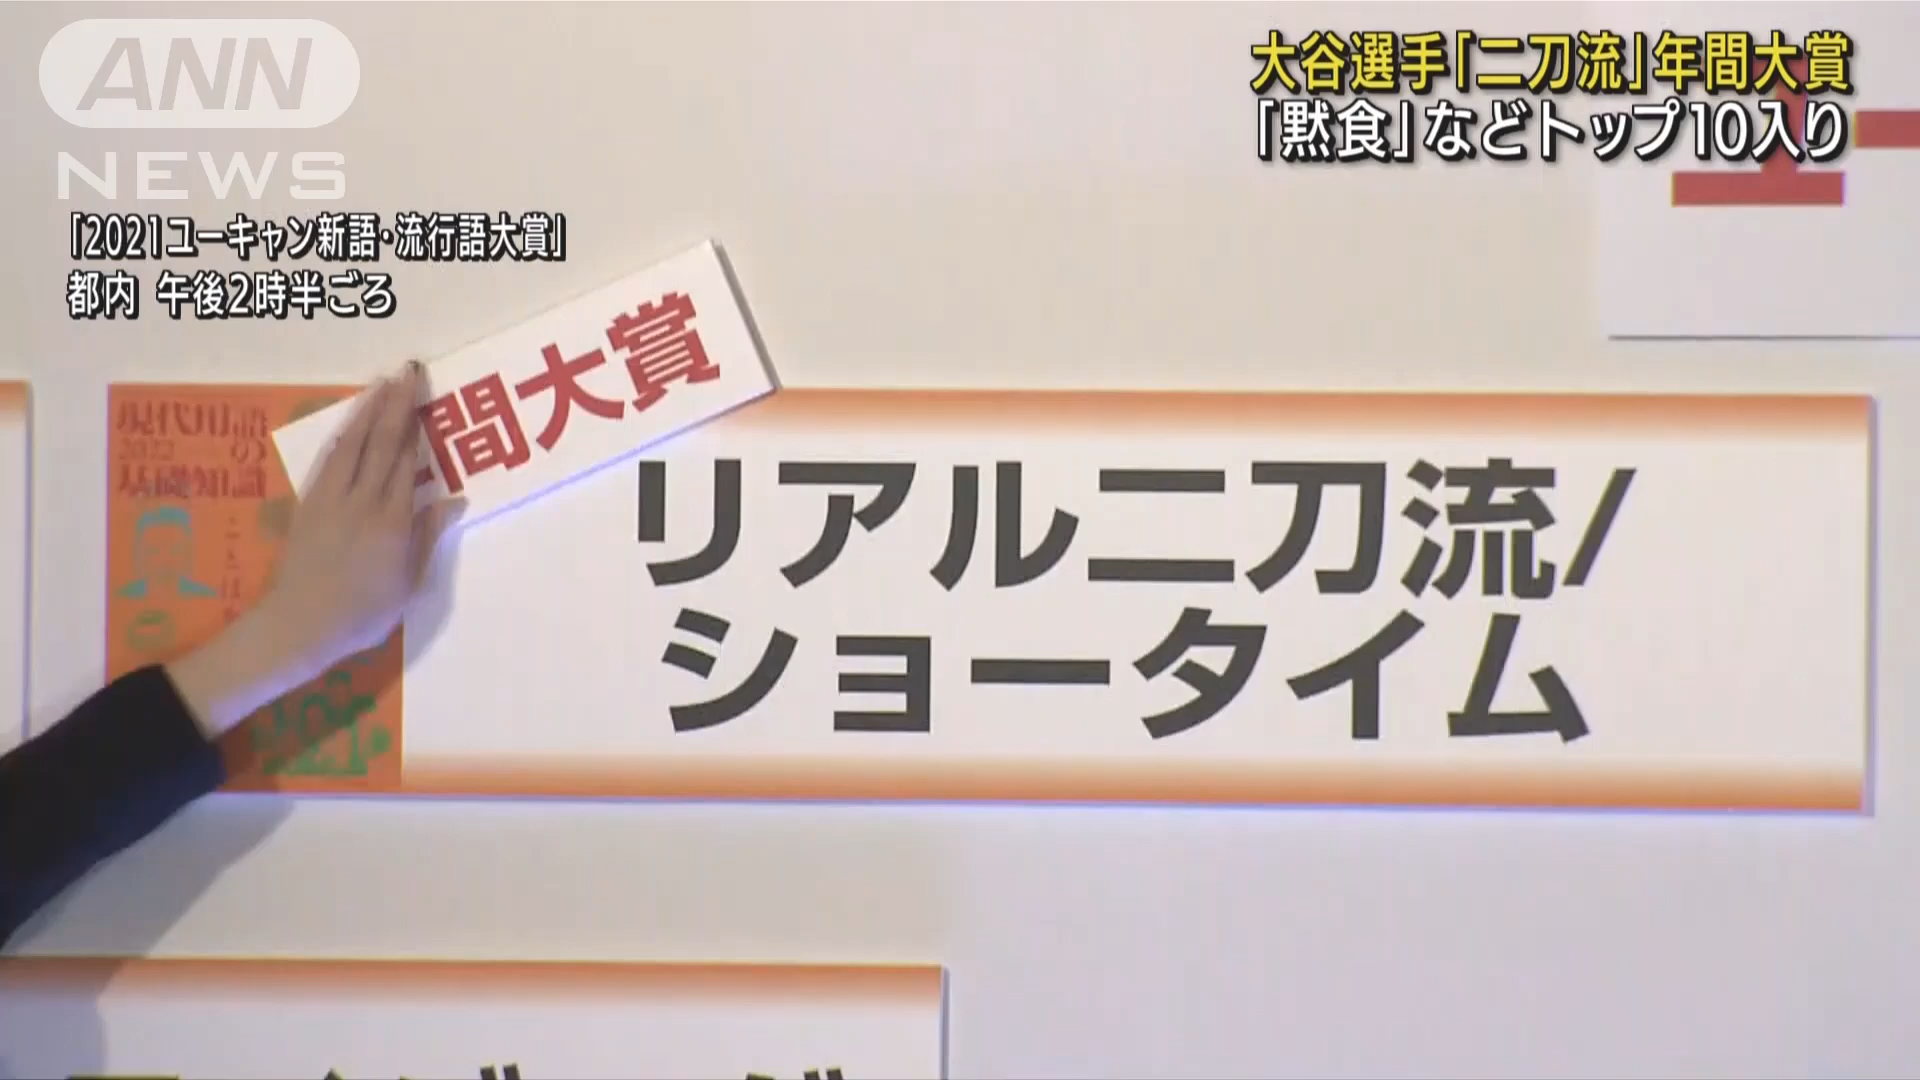 ANN
NEWS
大谷選手「二刀流」年間大賞
「黙食」などトップ10入り
「2021ユーキャン新語・流行語大賞」
都内 午後2時半ごろ
間大賞
現代用語の
2022
基礎知識
リアル二刀流/
ショータイム